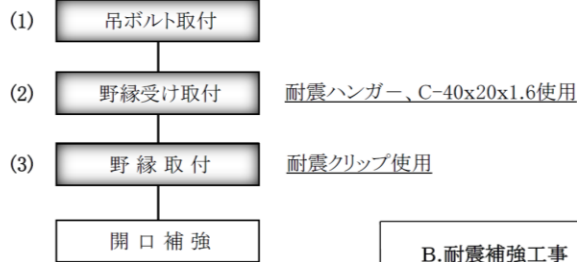 (1) 吊ボルト取付
(2) 野縁受け取付 耐震ハンガー、C-40x20x1.6使用
(3) 野 縁 取 付 耐震クリップ使用
開 口 補 強
B.耐震補強工事